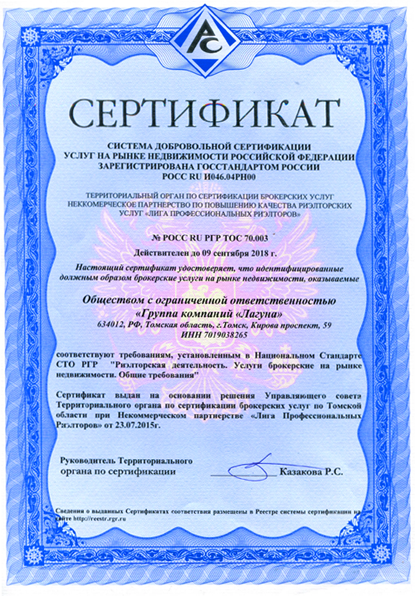 АС
СЕРТИФИКАТ
СИСТЕМА ДОБРОВОЛЬНОЙ СЕРТИФИКАЦИИ
УСЛУГ НА РЫНКЕ НЕДВИЖИМОСТИ РОССИЙСКОЙ ФЕДЕРАЦИИ
ЗАРЕГИСТРИРОВАНА ГОССТАНДАРТОМ РОССИИ
РОСС RU И046.04РН00
ТЕРРИТОРИАЛЬНЫЙ ОРГАН ПО СЕРТИФИКАЦИИ БРОКЕРСКИХ УСЛУГ
НЕККОМЕРЧЕСКОЕ ПАРТНЕРСТВО ПО ПОВЫШЕНИЮ КАЧЕСТВА РИЭЛТОРСКИХ
УСЛУГ «ЛИГА ПРОФЕССИОНАЛЬНЫХ РИЭЛТОРОВ»
№ РОСС RU РГР ТОС 70.003
Действителен до 09 сентября 2018 г.
Настоящий сертификат удостоверяет, что идентифицированные
должным образом брокерские услуги на рынке недвижимости, оказываемые
Обществом с ограниченной ответственностью
«Группа компаний «Лагуна»
634012, РФ, Томская область, г.Томск, Кирова проспект, 59
ИНН 7019038265
соответствуют требованиям, установленным в Национальном Стандарте
СТО РГР "Риэлторская деятельность. Услуги брокерские на рынке
недвижимости. Общие требования"
Сертификат выдан на основании решения Управляющего совета
Территориального органа по сертификации брокерских услуг по Томской
области при Некоммерческом партнерстве «Лига Профессиональных
Риэлторов» от 23.07.2015г.
Руководитель Территориального
органа по сертификации Казакова Р.С.
Сведения о выданных Сертификатах соответствия размещены в Реестре системы сертификации на
сайте http://reestr.rgr.ru